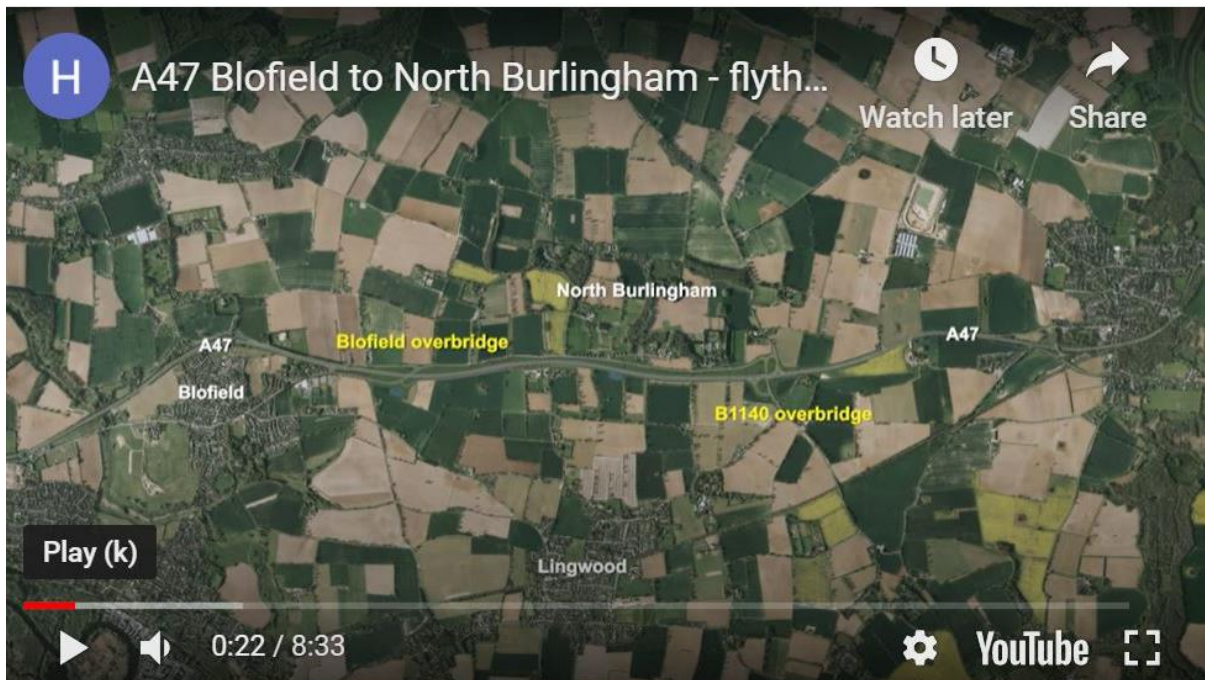 H
A47 Blofield to North Burlingham - flyth...
Watch later
Share
North Burlingham
A47
Blofield overbridge
A47
Blofield
B1140 overbridge
Play (k)
Lingwood
0:22 / 8:33
YouTube